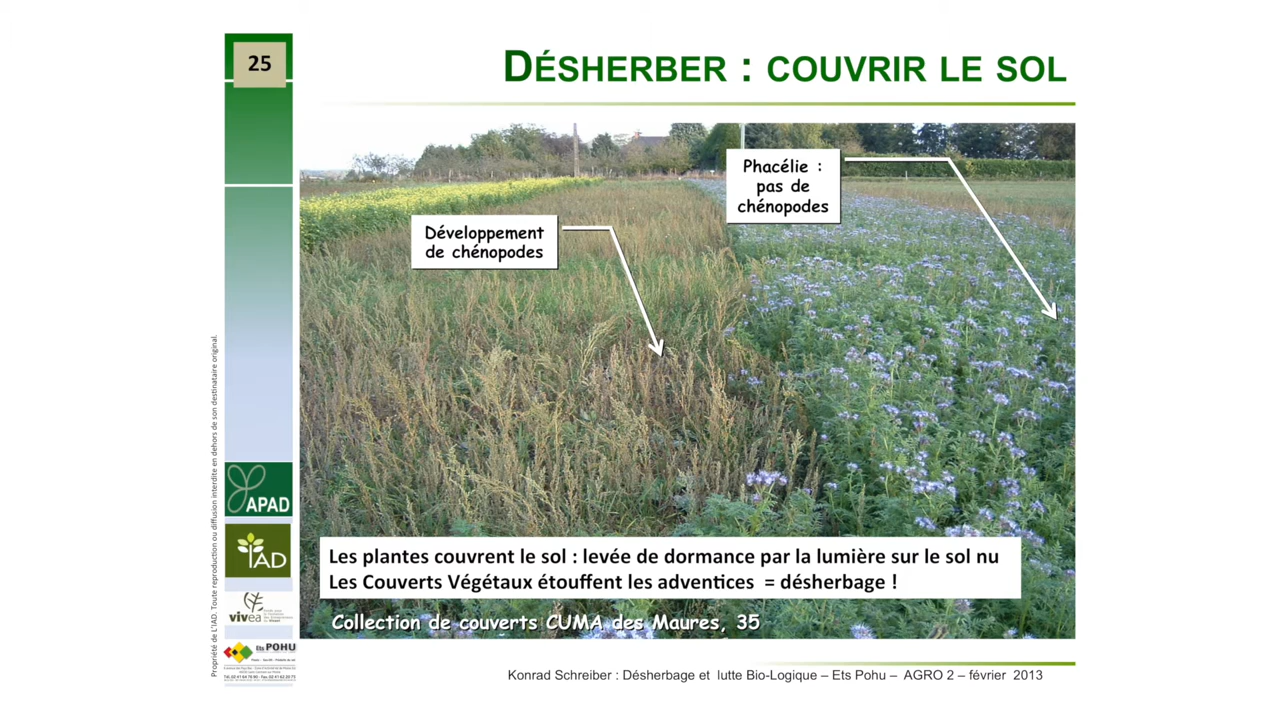 25
DÉSHERBER : COUVRIR LE SOL
Phacélie :
pas de
chénopodes
Développement
de chénopodes
Les plantes couvrent le sol : levée de dormance par la lumière sur le sol nu
Les Couverts Végétaux étouffent les adventices = désherbage !
Collection de couverts CUMA des Maures, 35
Propriété de L'IAD. Toute reproduction ou diffusion interdite en dehors de son destinataire original.
APAD
IAD
vivea
Ets POHU
Konrad Schreiber : Désherbage et lutte Bio-Logique – Ets Pohu – AGRO 2 – février 2013